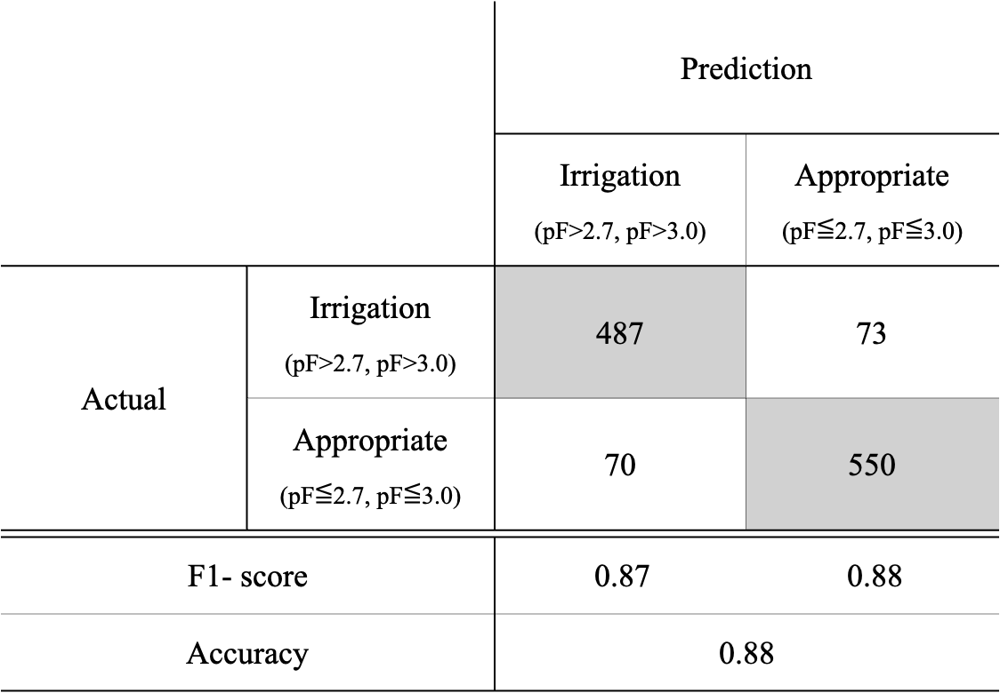 Prediction
Irrigation
(pF>2.7, pF>3.0)
Appropriate
(pF≦2.7, pF≦3.0)
Actual
Irrigation
(pF>2.7, pF>3.0)
487
73
Appropriate
(pF≦2.7, pF≦3.0)
70
550
F1- score
0.87
0.88
Accuracy
0.88